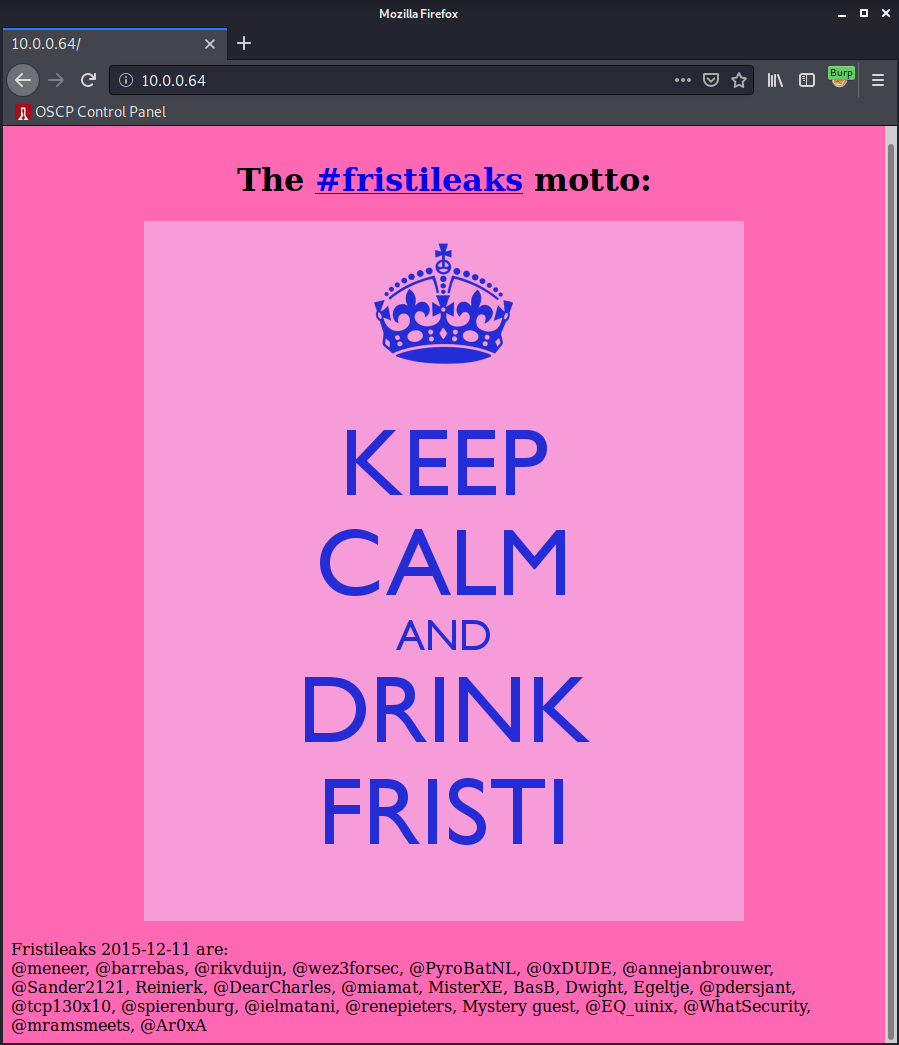 Mozilla Firefox
10.0.0.64/
10.0.0.64
Burp
OSCP Control Panel
The #fristileaks motto:
KEEP
CALM
AND
DRINK
FRISTI
Fristileaks 2015-12-11 are:
@meneer, @barrebas, @rikvduijn, @wez3forsec, @PyroBatNL, @0xDUDE, @annejanbrouwer,
@Sander2121, Reinierk, @DearCharles, @miamat, MisterXE, BasB, Dwight, Egeltje, @pdersjant,
@tcp130x10, @spierenburg, @ielmatani, @renepieters, Mystery guest, @EQ_uinix, @WhatSecurity,
@mramsmeets, @Ar0xA